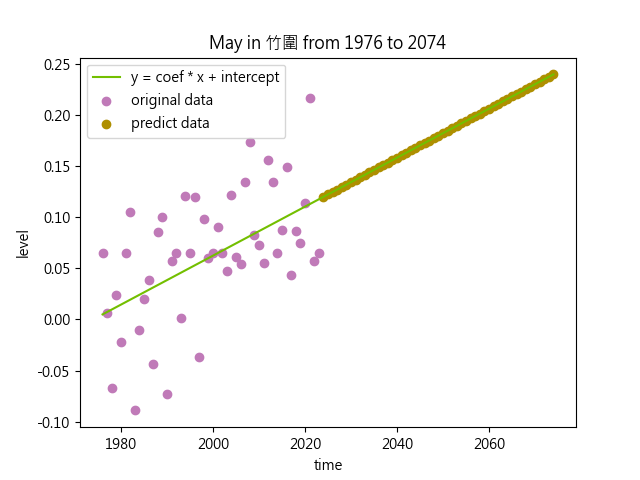 May in 竹圍 from 1976 to 2074
y = coef * x + intercept
original data
predict data
level
0.25
0.20
0.15
0.10
0.05
0.00
-0.05
-0.10
1980
2000
2020
2040
2060
time